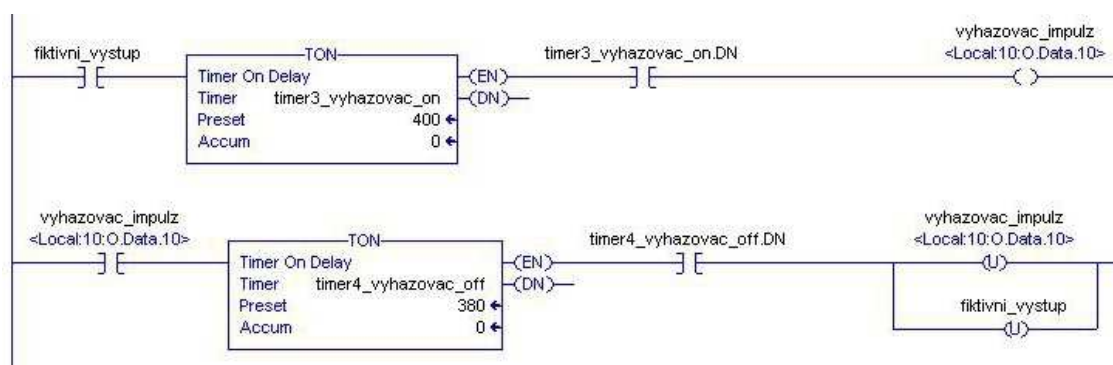 fiktivni_vystup
TON
Timer On Delay
Timer timer3_vyhazovac_on
Preset 400
Accum 0
(EN)
(DN)
timer3_vyhazovac_on.DN
vyhazovac_impulz
<Local:10:O.Data.10>
vyhazovac_impulz
<Local:10:O.Data.10>
TON
Timer On Delay
Timer timer4_vyhazovac_off
Preset 380
Accum 0
(EN)
(DN)
timer4_vyhazovac_off.DN
vyhazovac_impulz
<Local:10:O.Data.10>
(U)
fiktivni_vystup
(U)